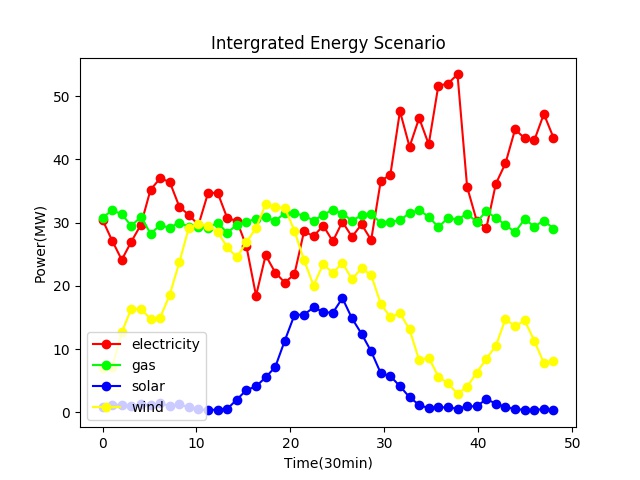 Intergrated Energy Scenario
Power(MW)
50
40
30
20
10
0
electricity
gas
solar
wind
0 10 20 30 40 50
Time(30min)